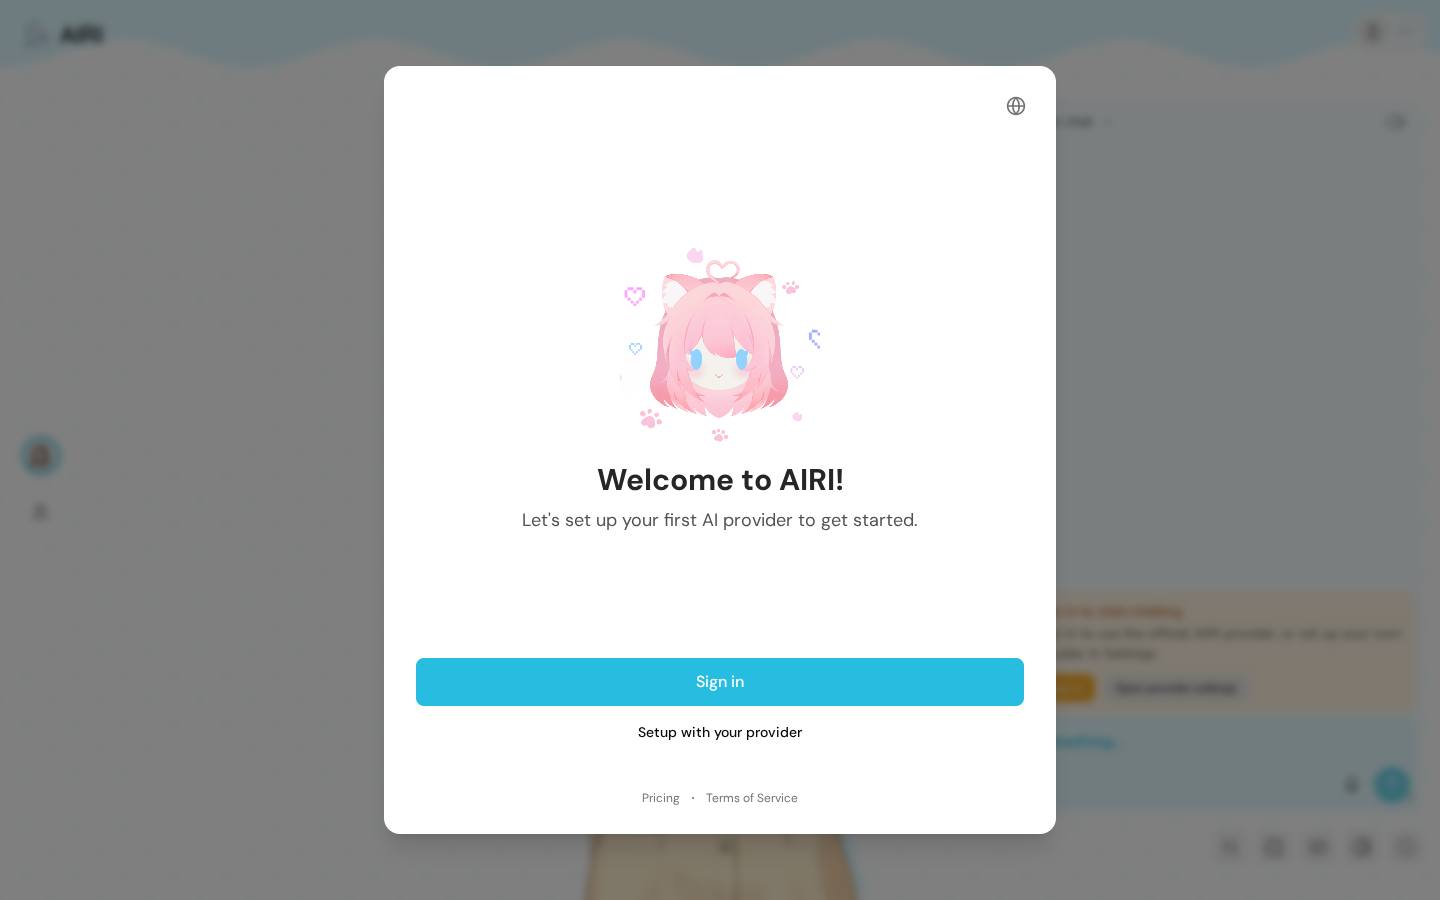 AIRI
Welcome to AIRI!
Let's set up your first AI provider to get started.
Sign in
Setup with your provider
Pricing • Terms of Service